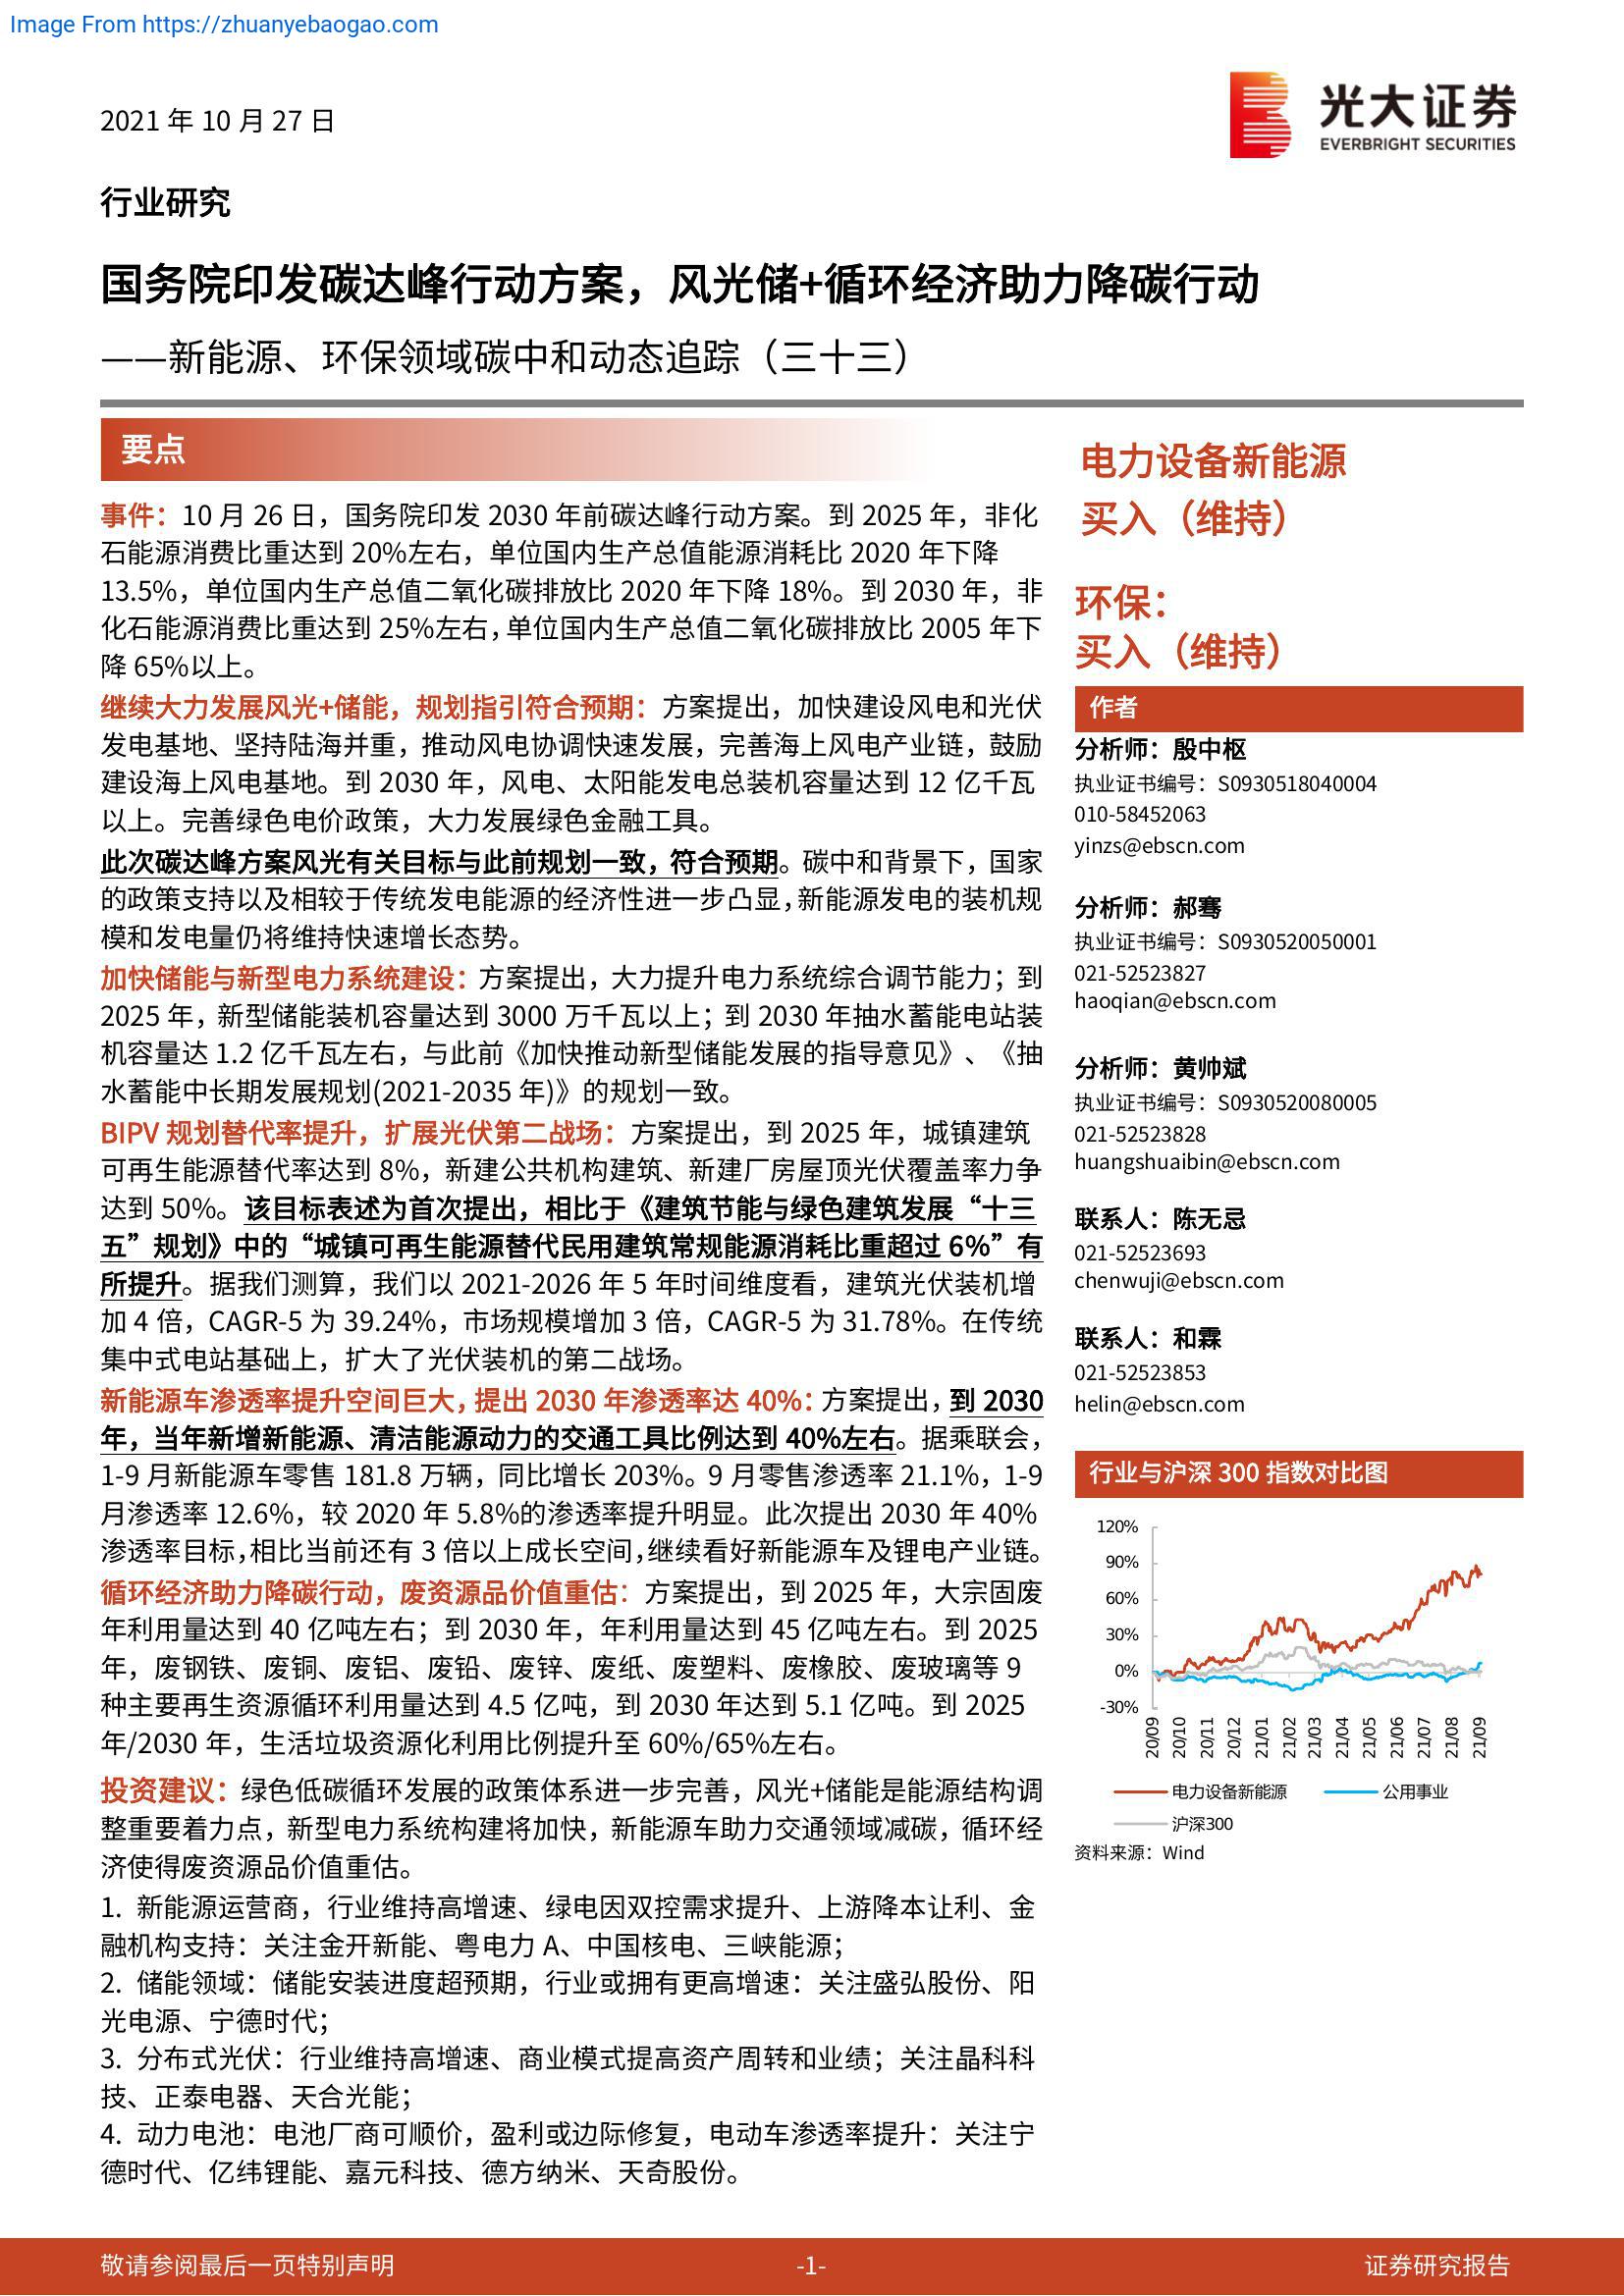 Image From https://zhuanyebaogao.com
2021 年 10 月 27 日
光大证券
EVERBRIGHT SECURITIES
行业研究
国务院印发碳达峰行动方案，风光储+循环经济助力降碳行动
——新能源、环保领域碳中和动态追踪（三十三）
要点
事件：10 月 26 日，国务院印发 2030 年前碳达峰行动方案。到 2025 年，非化
石能源消费比重达到 20%左右，单位国内生产总值能源消耗比 2020 年下降
13.5%，单位国内生产总值二氧化碳排放比 2020 年下降 18%。到 2030 年，非
化石能源消费比重达到 25%左右，单位国内生产总值二氧化碳排放比 2005 年下
降 65%以上。
继续大力发展风光+储能，规划指引符合预期：方案提出，加快建设风电和光伏
发电基地、坚持陆海并重，推动风电协调快速发展，完善海上风电产业链，鼓励
建设海上风电基地。到 2030 年，风电、太阳能发电总装机容量达到 12 亿千瓦
以上。完善绿色电价政策，大力发展绿色金融工具。
此次碳达峰方案风光有关目标与此前规划一致，符合预期。碳中和背景下，国家
的政策支持以及相较于传统发电能源的经济性进一步凸显，新能源发电的装机规
模和发电量仍将维持快速增长态势。
加快储能与新型电力系统建设：方案提出，大力提升电力系统综合调节能力；到
2025 年，新型储能装机容量达到 3000 万千瓦以上；到 2030 年抽水蓄能电站装
机容量达 1.2 亿千瓦左右，与此前《加快推动新型储能发展的指导意见》、《抽
水蓄能中长期发展规划(2021-2035 年)》的规划一致。
BIPV 规划替代率提升，扩展光伏第二战场：方案提出，到 2025 年，城镇建筑
可再生能源替代率达到 8%，新建公共机构建筑、新建厂房屋顶光伏覆盖率力争
达到 50%。该目标表述为首次提出，相比于《建筑节能与绿色建筑发展“十三
五”规划》中的“城镇可再生能源替代民用建筑常规能源消耗比重超过 6%”有
所提升。据我们测算，我们以 2021-2026 年 5 年时间维度看，建筑光伏装机增
加 4 倍，CAGR-5 为 39.24%，市场规模增加 3 倍，CAGR-5 为 31.78%。在传统
集中式电站基础上，扩大了光伏装机的第二战场。
新能源车渗透率提升空间巨大，提出 2030 年渗透率达 40%：方案提出，到 2030
年，当年新增新能源、清洁能源动力的交通工具比例达到 40%左右。据乘联会，
1-9 月新能源车零售 181.8 万辆，同比增长 203%。9 月零售渗透率 21.1%，1-9
月渗透率 12.6%，较 2020 年 5.8%的渗透率提升明显。此次提出 2030 年 40%
渗透率目标，相比当前还有 3 倍以上成长空间，继续看好新能源车及锂电产业链。
循环经济助力降碳行动，废资源品价值重估：方案提出，到 2025 年，大宗固废
年利用量达到 40 亿吨左右；到 2030 年，年利用量达到 45 亿吨左右。到 2025
年，废钢铁、废铜、废铝、废铅、废锌、废纸、废塑料、废橡胶、废玻璃等 9
种主要再生资源循环利用量达到 4.5 亿吨，到 2030 年达到 5.1 亿吨。到 2025
年/2030 年，生活垃圾资源化利用比例提升至 60%/65%左右。
投资建议：绿色低碳循环发展的政策体系进一步完善，风光+储能是能源结构调
整重要着力点，新型电力系统构建将加快，新能源车助力交通领域减碳，循环经
济使得废资源品价值重估。
1. 新能源运营商，行业维持高增速、绿电因双控需求提升、上游降本让利、金
融机构支持：关注金开新能、粤电力 A、中国核电、三峡能源；
2. 储能领域：储能安装进度超预期，行业或拥有更高增速：关注盛弘股份、阳
光电源、宁德时代；
3. 分布式光伏：行业维持高增速、商业模式提高资产周转和业绩；关注晶科科
技、正泰电器、天合光能；
4. 动力电池：电池厂商可顺价，盈利或边际修复，电动车渗透率提升：关注宁
德时代、亿纬锂能、嘉元科技、德方纳米、天奇股份。
电力设备新能源
买入（维持）
环保：
买入（维持）
作者
分析师：殷中枢
执业证书编号：S0930518040004
010-58452063
yinzs@ebscn.com
分析师：郝骞
执业证书编号：S0930520050001
021-52523827
haoqian@ebscn.com
分析师：黄帅斌
执业证书编号：S0930520080005
021-52523828
huangshuaibin@ebscn.com
联系人：陈无忌
021-52523693
chenwuji@ebscn.com
联系人：和霖
021-52523853
helin@ebscn.com
行业与沪深 300 指数对比图
120%
90%
60%
30%
0%
-30%
20/09 20/10 20/11 20/12 21/01 21/02 21/03 21/04 21/05 21/06 21/07 21/08 21/09
电力设备新能源 公用事业
沪深300
资料来源：Wind
敬请参阅最后一页特别声明 -1- 证券研究报告